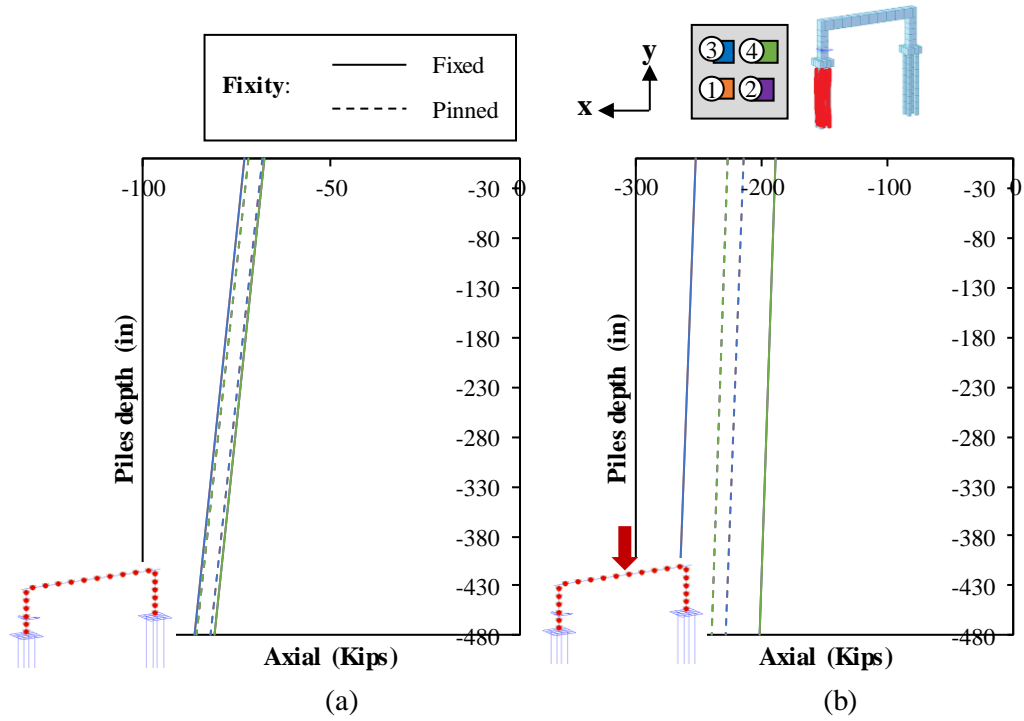 Fixity:
Fixed
Pinned
y
x
3
4
1
2
-100
-50
0
-30
-80
-130
-180
-230
-280
-330
-380
-430
-480
Piles depth (in)
Axial (Kips)
(a)
-300
-200
-100
0
-30
-80
-130
-180
-230
-280
-330
-380
-430
-480
Piles depth (in)
Axial (Kips)
(b)